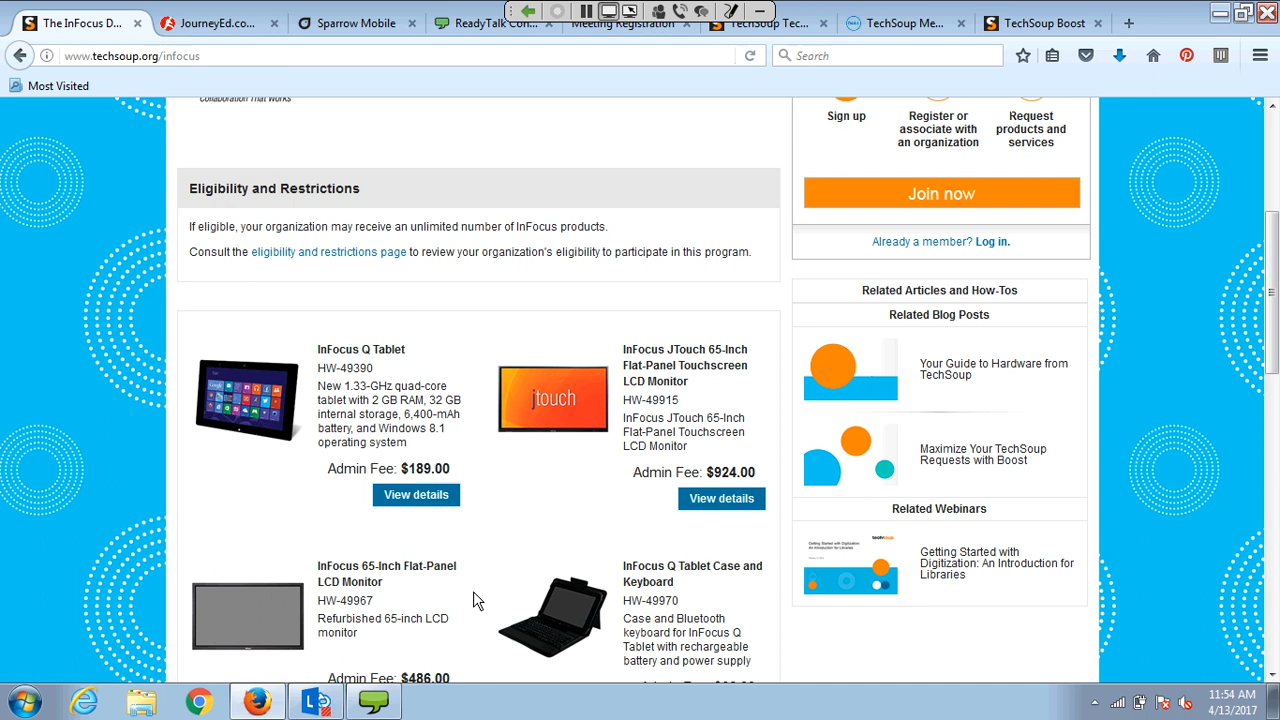 The InFocus D...
JourneyEd.co...
Sparrow Mobile
ReadyTalk Con
Meeting Registration
TechSoup Tec...
TechSoup Me...
TechSoup Boost
www.techsoup.org/infocus
Search
Most Visited
Collaboration That Works
Sign up
Register or
associate with
an organization
Request
products and
services
Join now
Already a member? Log in.
Eligibility and Restrictions
If eligible, your organization may receive an unlimited number of InFocus products.
Consult the eligibility and restrictions page to review your organization's eligibility to participate in this program.
InFocus Q Tablet
HW-49390
New 1.33-GHz quad-core
tablet with 2 GB RAM, 32 GB
internal storage, 6,400-mAh
battery, and Windows 8.1
operating system
Admin Fee: $189.00
View details
jtouch
InFocus JTouch 65-Inch
Flat-Panel Touchscreen
LCD Monitor
HW-49915
InFocus JTouch 65-Inch
Flat-Panel Touchscreen
LCD Monitor
Admin Fee: $924.00
View details
InFocus 65-Inch Flat-Panel
LCD Monitor
HW-49967
Refurbished 65-inch LCD
monitor
Admin Fee: $486.00
InFocus Q Tablet Case and
Keyboard
HW-49970
Case and Bluetooth
keyboard for InFocus Q
Tablet with rechargeable
battery and power supply
Related Articles and How-Tos
Related Blog Posts
Your Guide to Hardware from
TechSoup
Maximize Your TechSoup
Requests with Boost
Related Webinars
techsoup
Getting Started with Digitization:
An Introduction for Libraries
Getting Started with
Digitization: An Introduction for
Libraries
11:54 AM
4/13/2017